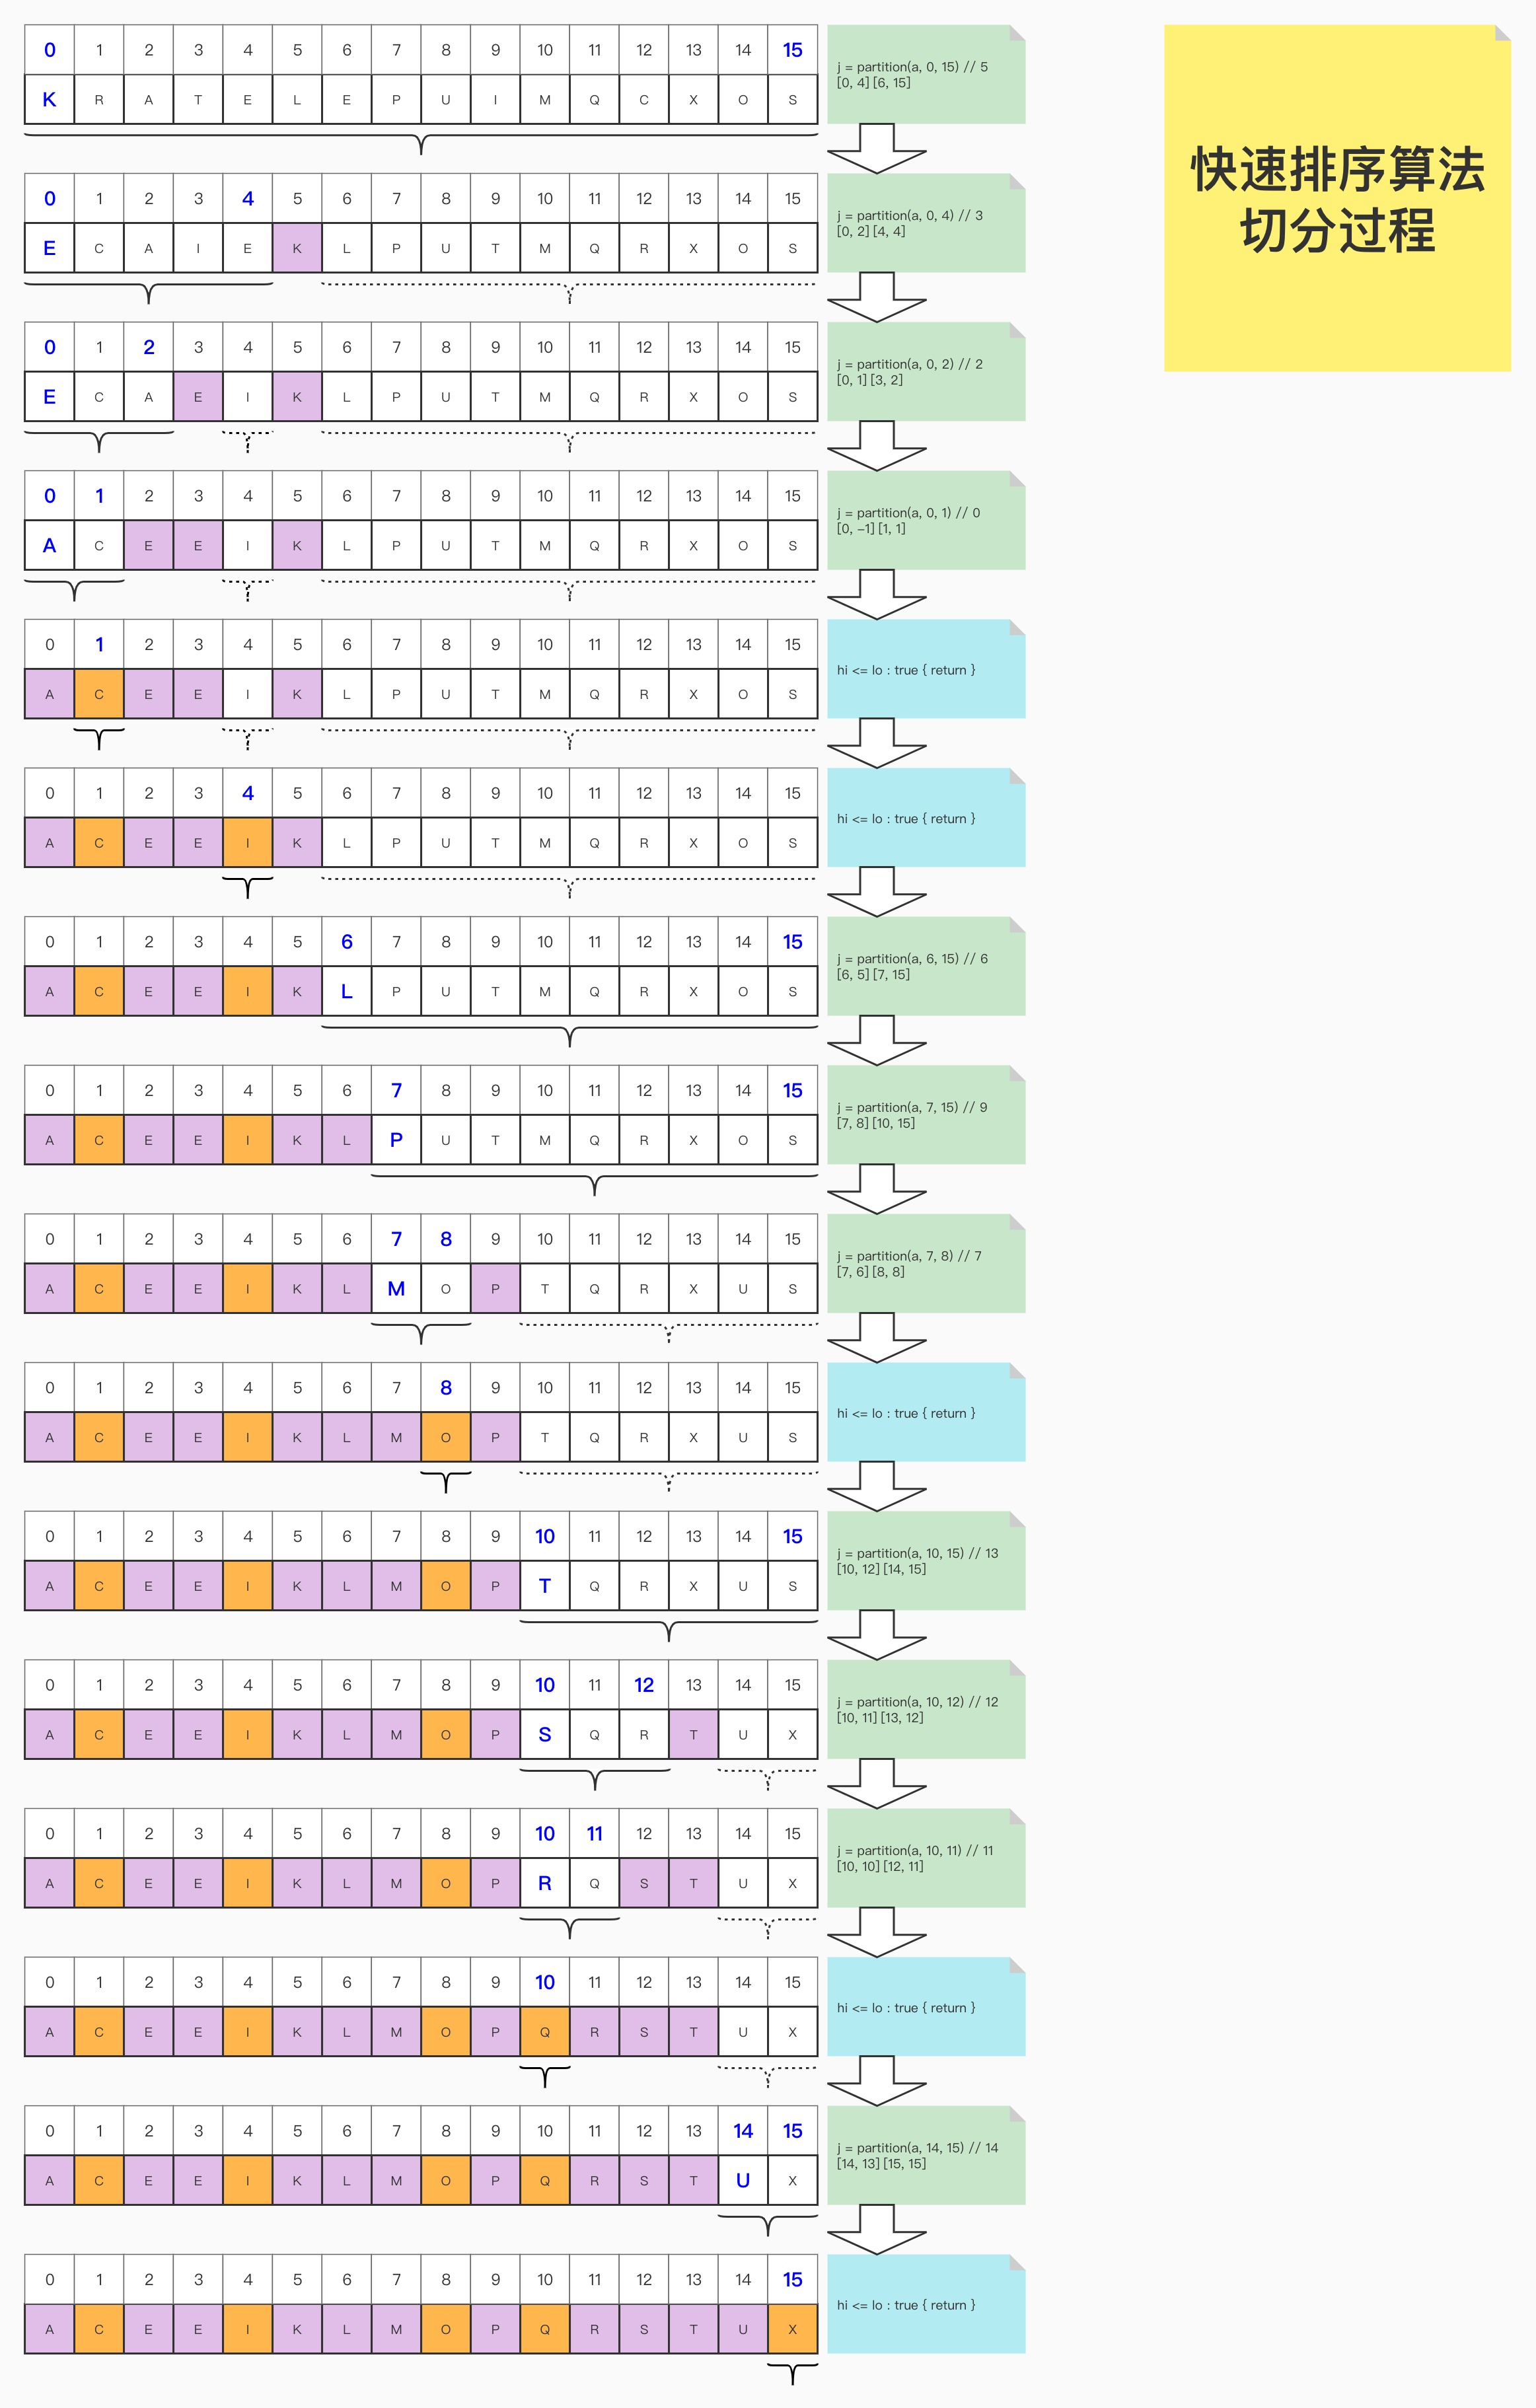 0 1 2 3 4 5 6 7 8 9 10 11 12 13 14 15
K R A T E L E P U I M Q C X O S
j = partition(a, 0, 15) // 5
[0, 4] [6, 15]
快速排序算法
切分过程
0 1 2 3 4 5 6 7 8 9 10 11 12 13 14 15
E C A I E K L P U T M Q R X O S
j = partition(a, 0, 4) // 3
[0, 2] [4, 4]
0 1 2 3 4 5 6 7 8 9 10 11 12 13 14 15
E C A E I K L P U T M Q R X O S
j = partition(a, 0, 2) // 2
[0, 1] [3, 2]
0 1 2 3 4 5 6 7 8 9 10 11 12 13 14 15
A C E E I K L P U T M Q R X O S
j = partition(a, 0, 1) // 0
[0, −1] [1, 1]
0 1 2 3 4 5 6 7 8 9 10 11 12 13 14 15
A C E E I K L P U T M Q R X O S
hi <= lo : true { return }
0 1 2 3 4 5 6 7 8 9 10 11 12 13 14 15
A C E E I K L P U T M Q R X O S
hi <= lo : true { return }
0 1 2 3 4 5 6 7 8 9 10 11 12 13 14 15
A C E E I K L P U T M Q R X O S
j = partition(a, 6, 15) // 6
[6, 5] [7, 15]
0 1 2 3 4 5 6 7 8 9 10 11 12 13 14 15
A C E E I K L P U T M Q R X O S
j = partition(a, 7, 15) // 9
[7, 8] [10, 15]
0 1 2 3 4 5 6 7 8 9 10 11 12 13 14 15
A C E E I K L M O P T Q R X U S
j = partition(a, 7, 8) // 7
[7, 6] [8, 8]
0 1 2 3 4 5 6 7 8 9 10 11 12 13 14 15
A C E E I K L M O P T Q R X U S
hi <= lo : true { return }
0 1 2 3 4 5 6 7 8 9 10 11 12 13 14 15
A C E E I K L M O P T Q R X U S
j = partition(a, 10, 15) // 13
[10, 12] [14, 15]
0 1 2 3 4 5 6 7 8 9 10 11 12 13 14 15
A C E E I K L M O P S Q R T U X
j = partition(a, 10, 12) // 12
[10, 11] [13, 12]
0 1 2 3 4 5 6 7 8 9 10 11 12 13 14 15
A C E E I K L M O P R Q S T U X
j = partition(a, 10, 11) // 11
[10, 10] [12, 11]
0 1 2 3 4 5 6 7 8 9 10 11 12 13 14 15
A C E E I K L M O P Q R S T U X
hi <= lo : true { return }
0 1 2 3 4 5 6 7 8 9 10 11 12 13 14 15
A C E E I K L M O P Q R S T U X
j = partition(a, 14, 15) // 14
[14, 13] [15, 15]
0 1 2 3 4 5 6 7 8 9 10 11 12 13 14 15
A C E E I K L M O P Q R S T U X
hi <= lo : true { return }